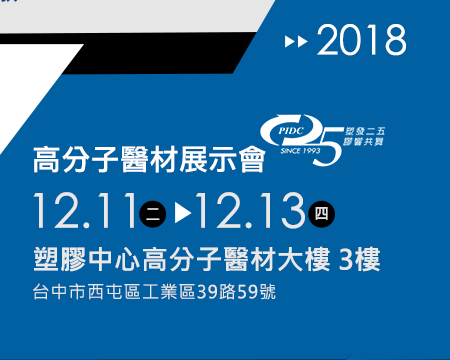 2018
PIDC
SINCE 1993
25
塑發二五
膠響共舞
高分子醫材展示會
12.11 二 12.13 四
塑膠中心高分子醫材大樓 3樓
台中市西屯區工業區39路59號